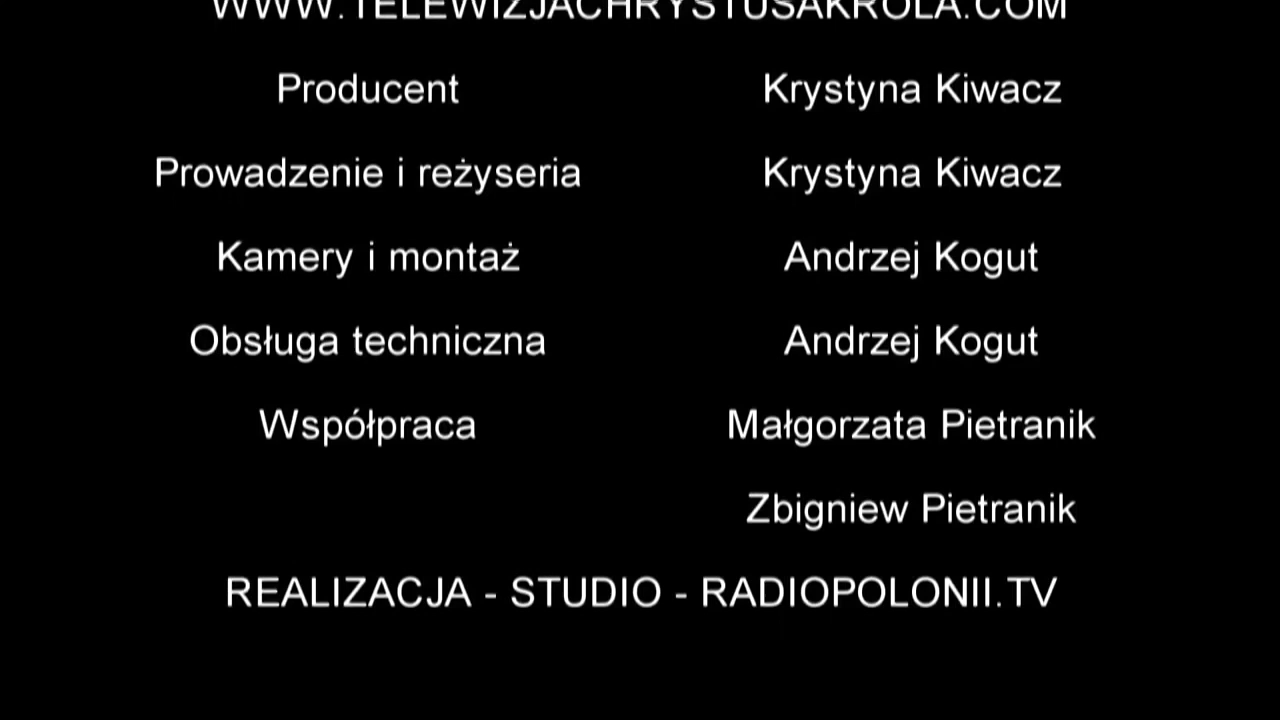 WWW.TELEWIZJACHRYSTUSAKROLA.COM
Producent Krystyna Kiwacz
Prowadzenie i reżyseria Krystyna Kiwacz
Kamery i montaż Andrzej Kogut
Obsługa techniczna Andrzej Kogut
Współpraca Małgorzata Pietranik
Zbigniew Pietranik
REALIZACJA - STUDIO - RADIOPOLONII.TV